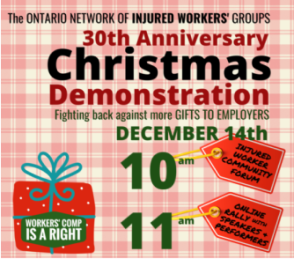 The ONTARIO NETWORK OF INJURED WORKERS' GROUPS
30th Anniversary
Christmas
Demonstration
Fighting back against more GIFTS TO EMPLOYERS
DECEMBER 14th
10am
INJURED
WORKER
COMMUNITY
FORUM
11am
ONLINE
RALLY WITH
SPEAKERS +
PERFORMERS
WORKERS' COMP
IS A RIGHT